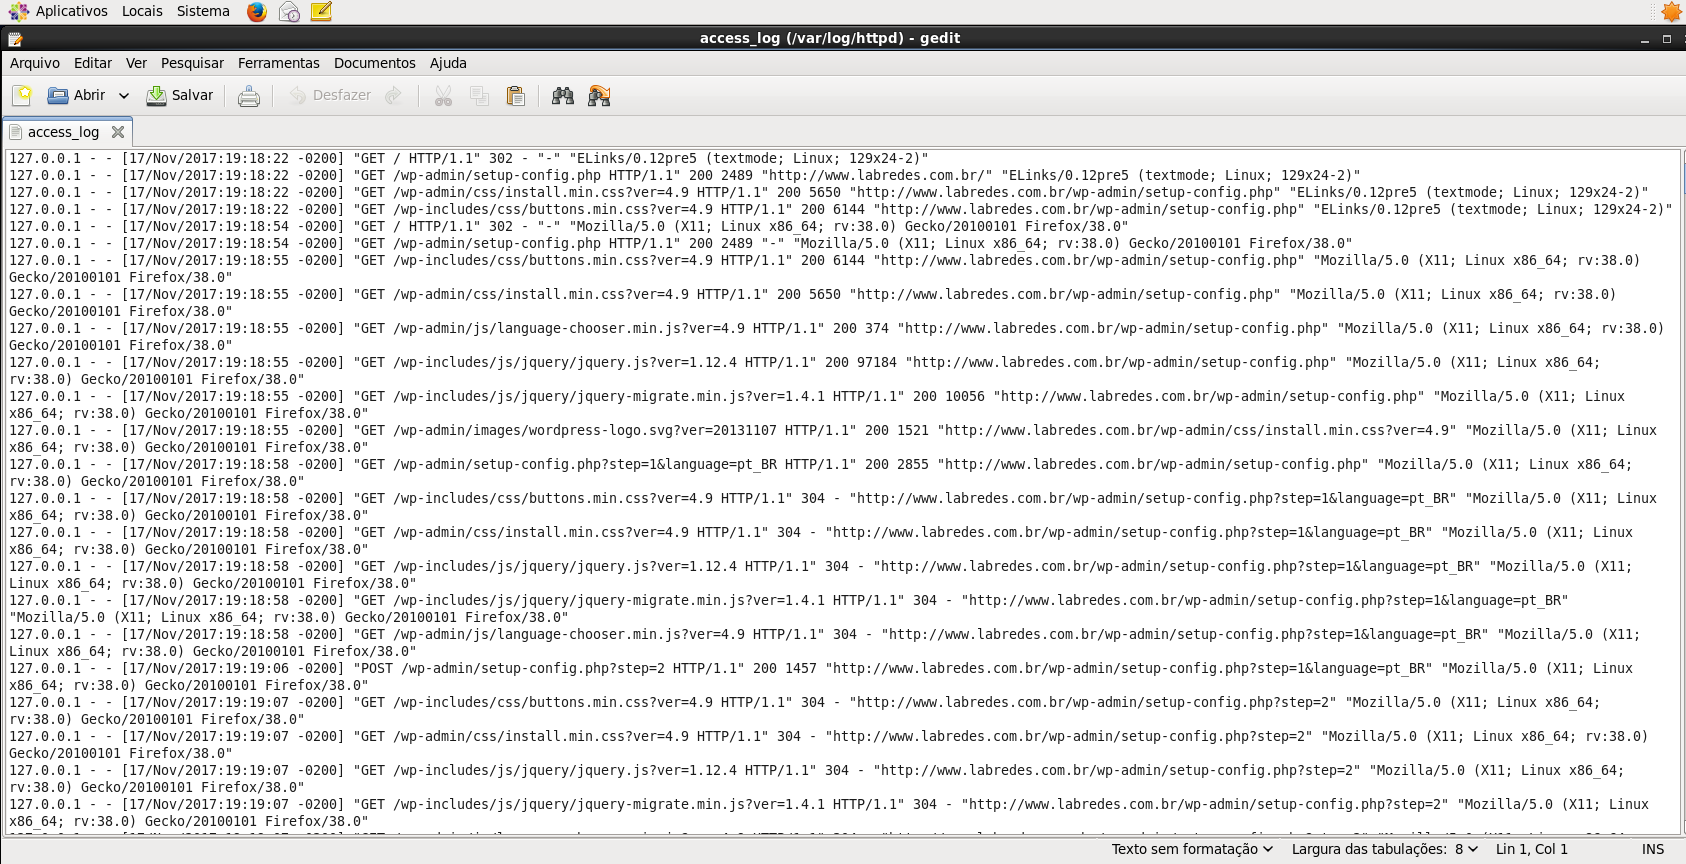 Aplicativos Locais Sistema
access_log (/var/log/httpd) - gedit
Arquivo Editar Ver Pesquisar Ferramentas Documentos Ajuda
Abrir Salvar Desfazer
access_log
127.0.0.1 - - [17/Nov/2017:19:18:22 -0200] "GET / HTTP/1.1" 302 - "-" "ELinks/0.12pre5 (textmode; Linux; 129x24-2)"
127.0.0.1 - - [17/Nov/2017:19:18:22 -0200] "GET /wp-admin/setup-config.php HTTP/1.1" 200 2489 "http://www.labredes.com.br/" "ELinks/0.12pre5 (textmode; Linux; 129x24-2)"
127.0.0.1 - - [17/Nov/2017:19:18:22 -0200] "GET /wp-admin/css/install.min.css?ver=4.9 HTTP/1.1" 200 5650 "http://www.labredes.com.br/wp-admin/setup-config.php" "ELinks/0.12pre5 (textmode; Linux; 129x24-2)"
127.0.0.1 - - [17/Nov/2017:19:18:22 -0200] "GET /wp-includes/css/buttons.min.css?ver=4.9 HTTP/1.1" 200 6144 "http://www.labredes.com.br/wp-admin/setup-config.php" "ELinks/0.12pre5 (textmode; Linux; 129x24-2)"
127.0.0.1 - - [17/Nov/2017:19:18:54 -0200] "GET / HTTP/1.1" 302 - "-" "Mozilla/5.0 (X11; Linux x86_64; rv:38.0) Gecko/20100101 Firefox/38.0"
127.0.0.1 - - [17/Nov/2017:19:18:54 -0200] "GET /wp-admin/setup-config.php HTTP/1.1" 200 2489 "-" "Mozilla/5.0 (X11; Linux x86_64; rv:38.0) Gecko/20100101 Firefox/38.0"
127.0.0.1 - - [17/Nov/2017:19:18:55 -0200] "GET /wp-includes/css/buttons.min.css?ver=4.9 HTTP/1.1" 200 6144 "http://www.labredes.com.br/wp-admin/setup-config.php" "Mozilla/5.0 (X11; Linux x86_64; rv:38.0)
Gecko/20100101 Firefox/38.0"
127.0.0.1 - - [17/Nov/2017:19:18:55 -0200] "GET /wp-admin/css/install.min.css?ver=4.9 HTTP/1.1" 200 5650 "http://www.labredes.com.br/wp-admin/setup-config.php" "Mozilla/5.0 (X11; Linux x86_64; rv:38.0)
Gecko/20100101 Firefox/38.0"
127.0.0.1 - - [17/Nov/2017:19:18:55 -0200] "GET /wp-admin/js/language-chooser.min.js?ver=4.9 HTTP/1.1" 200 374 "http://www.labredes.com.br/wp-admin/setup-config.php" "Mozilla/5.0 (X11; Linux x86_64; rv:38.0)
Gecko/20100101 Firefox/38.0"
127.0.0.1 - - [17/Nov/2017:19:18:55 -0200] "GET /wp-includes/js/jquery/jquery.js?ver=1.12.4 HTTP/1.1" 200 97184 "http://www.labredes.com.br/wp-admin/setup-config.php" "Mozilla/5.0 (X11; Linux x86_64;
rv:38.0) Gecko/20100101 Firefox/38.0"
127.0.0.1 - - [17/Nov/2017:19:18:55 -0200] "GET /wp-includes/js/jquery/jquery-migrate.min.js?ver=1.4.1 HTTP/1.1" 200 10056 "http://www.labredes.com.br/wp-admin/setup-config.php" "Mozilla/5.0 (X11; Linux
x86_64; rv:38.0) Gecko/20100101 Firefox/38.0"
127.0.0.1 - - [17/Nov/2017:19:18:55 -0200] "GET /wp-admin/images/wordpress-logo.svg?ver=20131107 HTTP/1.1" 200 1521 "http://www.labredes.com.br/wp-admin/css/install.min.css?ver=4.9" "Mozilla/5.0 (X11; Linux
x86_64; rv:38.0) Gecko/20100101 Firefox/38.0"
127.0.0.1 - - [17/Nov/2017:19:18:58 -0200] "GET /wp-admin/setup-config.php?step=1&language=pt_BR HTTP/1.1" 200 2855 "http://www.labredes.com.br/wp-admin/setup-config.php" "Mozilla/5.0 (X11; Linux x86_64;
rv:38.0) Gecko/20100101 Firefox/38.0"
127.0.0.1 - - [17/Nov/2017:19:18:58 -0200] "GET /wp-includes/css/buttons.min.css?ver=4.9 HTTP/1.1" 304 - "http://www.labredes.com.br/wp-admin/setup-config.php?step=1&language=pt_BR" "Mozilla/5.0 (X11; Linux
x86_64; rv:38.0) Gecko/20100101 Firefox/38.0"
127.0.0.1 - - [17/Nov/2017:19:18:58 -0200] "GET /wp-admin/css/install.min.css?ver=4.9 HTTP/1.1" 304 - "http://www.labredes.com.br/wp-admin/setup-config.php?step=1&language=pt_BR" "Mozilla/5.0 (X11; Linux
x86_64; rv:38.0) Gecko/20100101 Firefox/38.0"
127.0.0.1 - - [17/Nov/2017:19:18:58 -0200] "GET /wp-includes/js/jquery/jquery.js?ver=1.12.4 HTTP/1.1" 304 - "http://www.labredes.com.br/wp-admin/setup-config.php?step=1&language=pt_BR" "Mozilla/5.0 (X11;
Linux x86_64; rv:38.0) Gecko/20100101 Firefox/38.0"
127.0.0.1 - - [17/Nov/2017:19:18:58 -0200] "GET /wp-includes/js/jquery/jquery-migrate.min.js?ver=1.4.1 HTTP/1.1" 304 - "http://www.labredes.com.br/wp-admin/setup-config.php?step=1&language=pt_BR"
"Mozilla/5.0 (X11; Linux x86_64; rv:38.0) Gecko/20100101 Firefox/38.0"
127.0.0.1 - - [17/Nov/2017:19:18:58 -0200] "GET /wp-admin/js/language-chooser.min.js?ver=4.9 HTTP/1.1" 304 - "http://www.labredes.com.br/wp-admin/setup-config.php?step=1&language=pt_BR" "Mozilla/5.0 (X11;
Linux x86_64; rv:38.0) Gecko/20100101 Firefox/38.0"
127.0.0.1 - - [17/Nov/2017:19:19:06 -0200] "POST /wp-admin/setup-config.php?step=2 HTTP/1.1" 200 1457 "http://www.labredes.com.br/wp-admin/setup-config.php?step=1&language=pt_BR" "Mozilla/5.0 (X11; Linux
x86_64; rv:38.0) Gecko/20100101 Firefox/38.0"
127.0.0.1 - - [17/Nov/2017:19:19:07 -0200] "GET /wp-includes/css/buttons.min.css?ver=4.9 HTTP/1.1" 304 - "http://www.labredes.com.br/wp-admin/setup-config.php?step=2" "Mozilla/5.0 (X11; Linux x86_64;
rv:38.0) Gecko/20100101 Firefox/38.0"
127.0.0.1 - - [17/Nov/2017:19:19:07 -0200] "GET /wp-admin/css/install.min.css?ver=4.9 HTTP/1.1" 304 - "http://www.labredes.com.br/wp-admin/setup-config.php?step=2" "Mozilla/5.0 (X11; Linux x86_64; rv:38.0)
Gecko/20100101 Firefox/38.0"
127.0.0.1 - - [17/Nov/2017:19:19:07 -0200] "GET /wp-includes/js/jquery/jquery.js?ver=1.12.4 HTTP/1.1" 304 - "http://www.labredes.com.br/wp-admin/setup-config.php?step=2" "Mozilla/5.0 (X11; Linux x86_64;
rv:38.0) Gecko/20100101 Firefox/38.0"
127.0.0.1 - - [17/Nov/2017:19:19:07 -0200] "GET /wp-includes/js/jquery/jquery-migrate.min.js?ver=1.4.1 HTTP/1.1" 304 - "http://www.labredes.com.br/wp-admin/setup-config.php?step=2" "Mozilla/5.0 (X11; Linux
x86_64; rv:38.0) Gecko/20100101 Firefox/38.0"
Texto sem formatação Largura das tabulações: 8 Lin 1, Col 1 INS